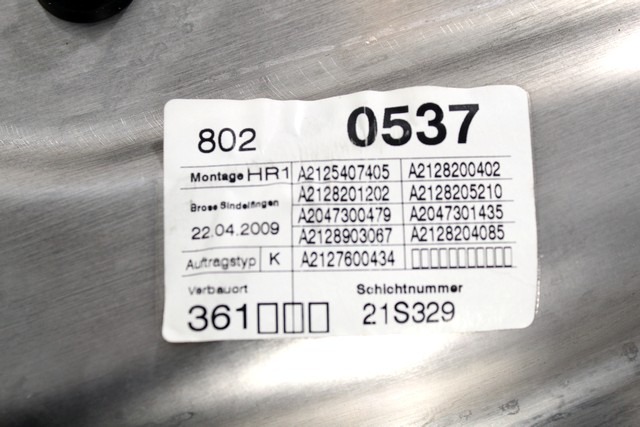 802 0537
Montage HR1 A2125407405 A2128200402
A2128201202 A2128205210
Brose Sindelfingen A2047300479 A2047301435
22.04.2009 A2128903067 A2128204085
Auftragstyp K A2127600434 ▯▯▯▯▯▯▯▯▯▯▯
Verbauort Schichtnummer
361▯▯▯ 21S329